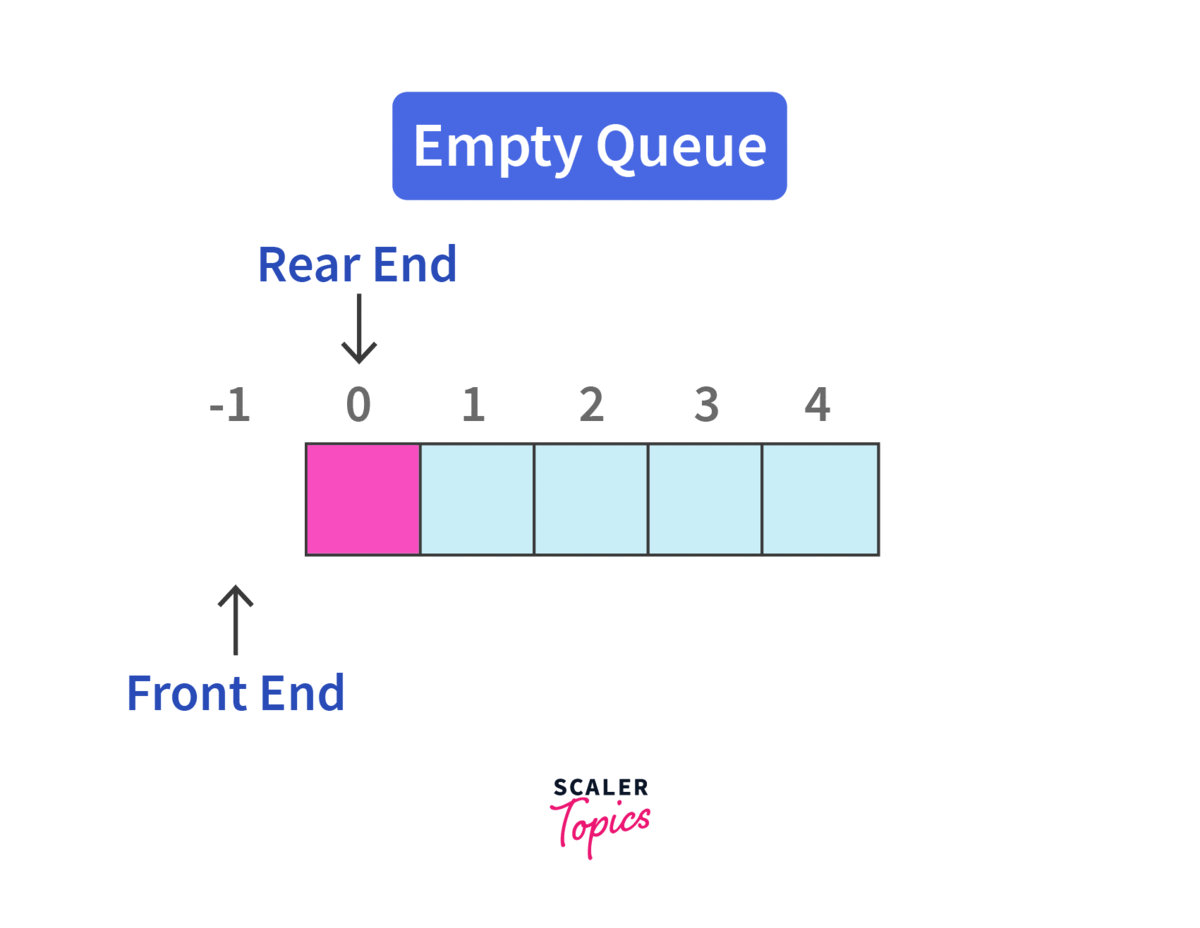 Empty Queue
Rear End
-1 0 1 2 3 4
Front End
SCALER
Topics